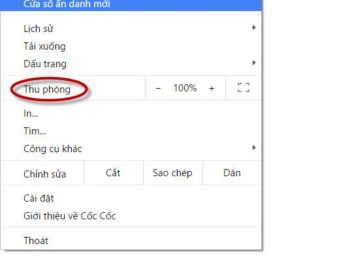 Cửa sổ ẩn danh mới
Lịch sử
Tải xuống
Dấu trang
Thu phóng - 100% +
In...
Tìm...
Công cụ khác
Chỉnh sửa Cắt Sao chép Dán
Cài đặt
Giới thiệu về Cốc Cốc
Thoát